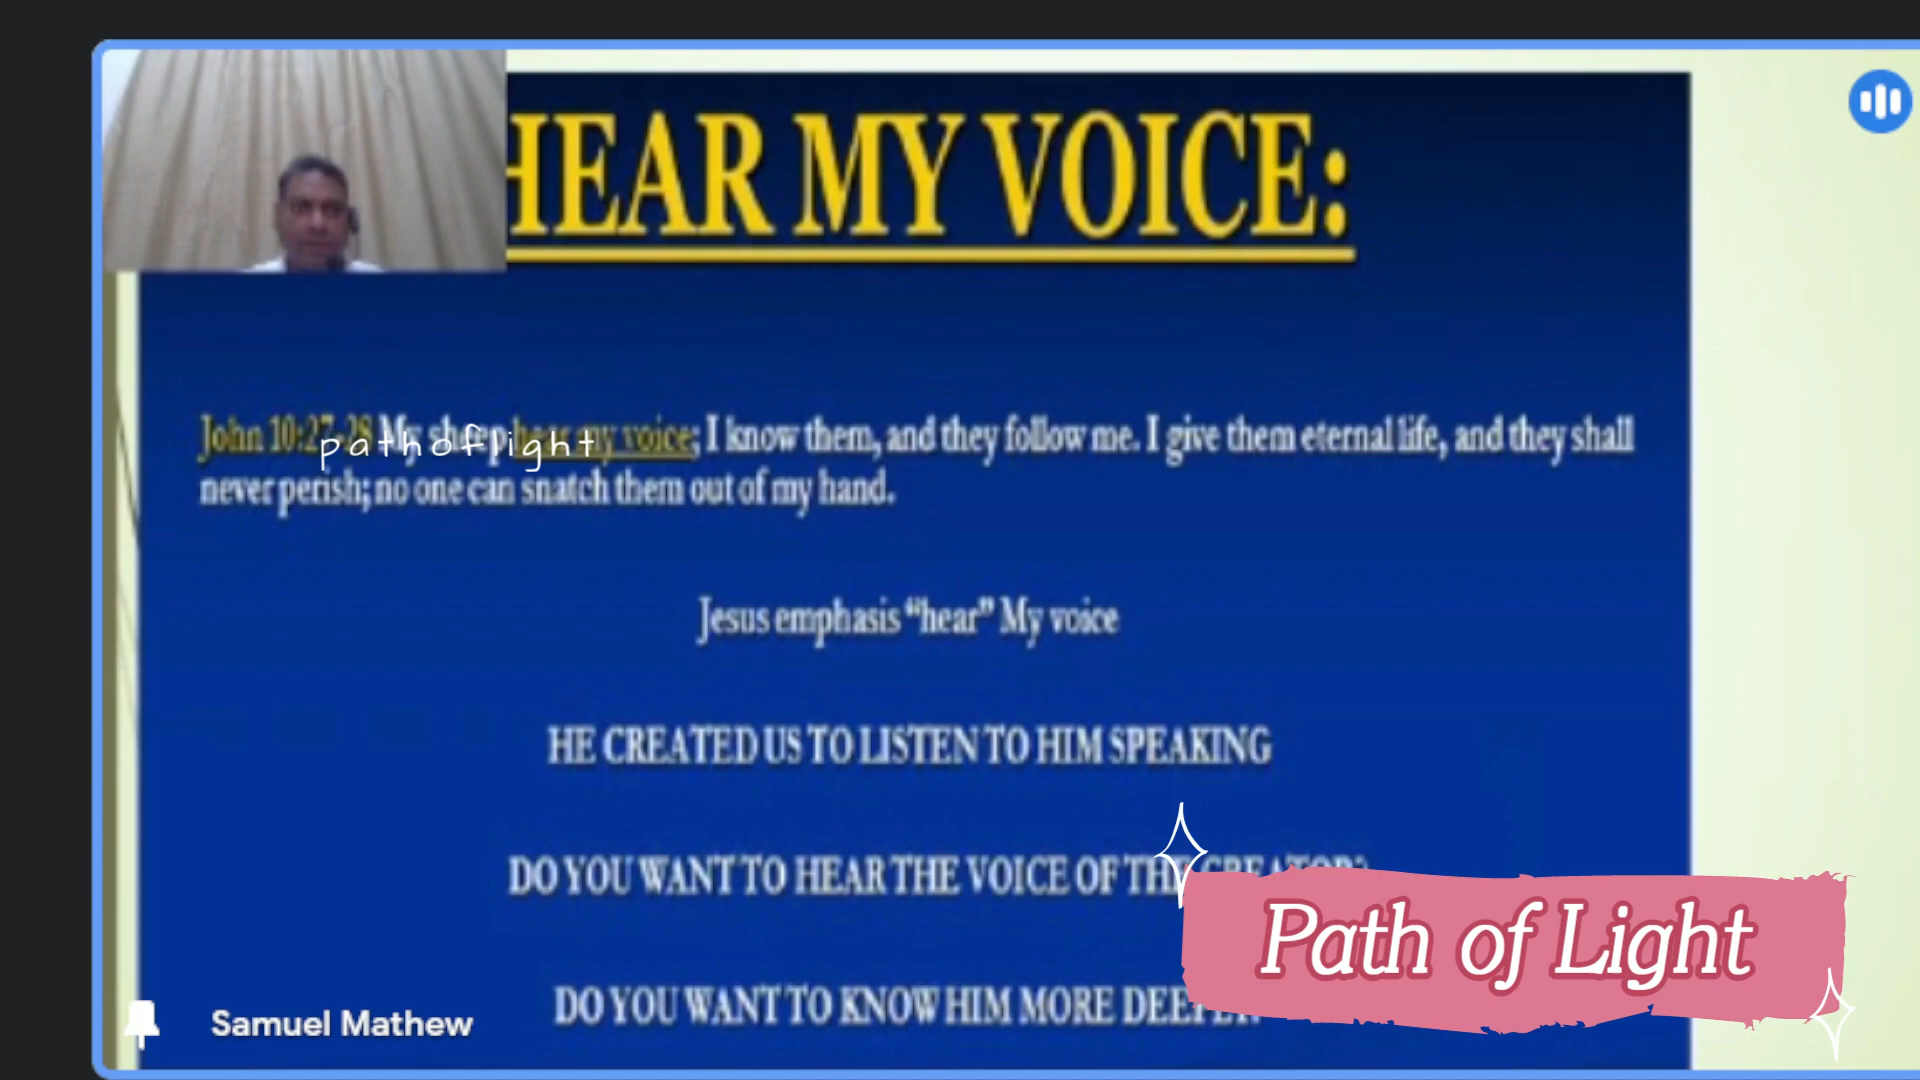 HEAR MY VOICE:
John 10:27-28 My sheep hear my voice; I know them, and they follow me. I give them eternal life, and they shall
pathoflight
never perish; no one can snatch them out of my hand.
Jesus emphasis “hear” My voice
HE CREATED US TO LISTEN TO HIM SPEAKING
DO YOU WANT TO HEAR THE VOICE OF THE CREATOR?
Path of Light
DO YOU WANT TO KNOW HIM MORE DEEPER?
Samuel Mathew